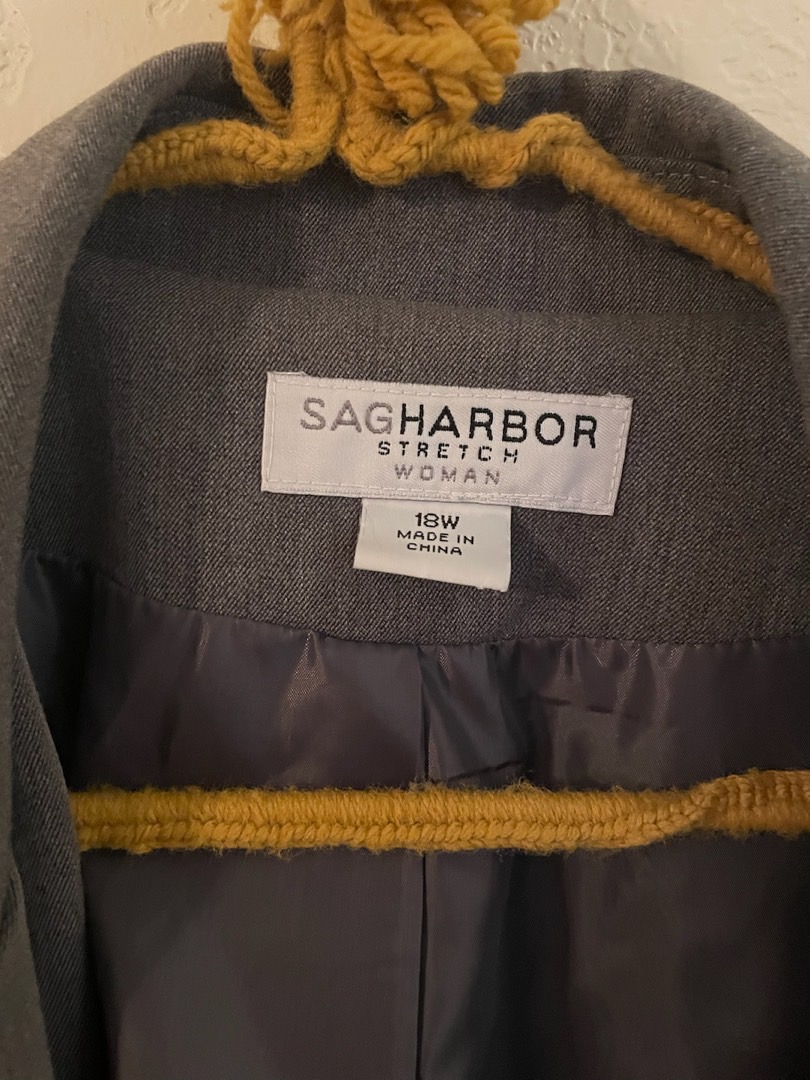 SAGHARBOR
STRETCH
WOMAN
18W
MADE IN
CHINA